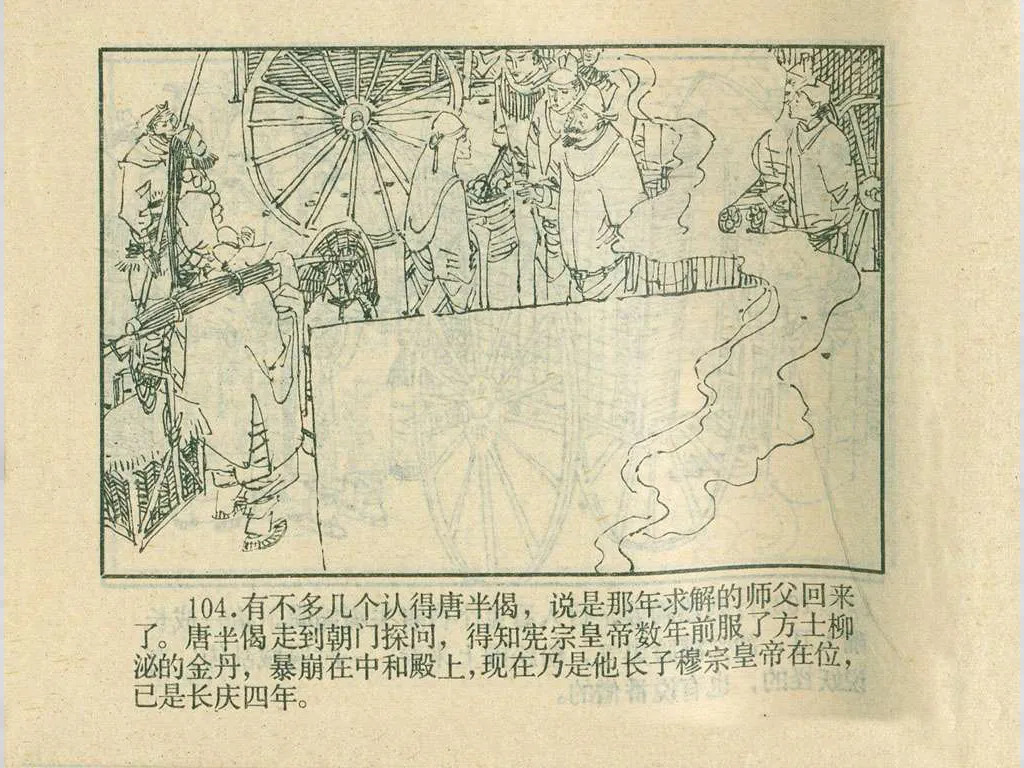 104.有不多几个认得唐半偈，说是那年求解的师父回来
了。唐半偈走到朝门探问，得知宪宗皇帝数年前服了方士柳
泌的金丹，暴崩在中和殿上，现在乃是他长子穆宗皇帝在位，
已是长庆四年。